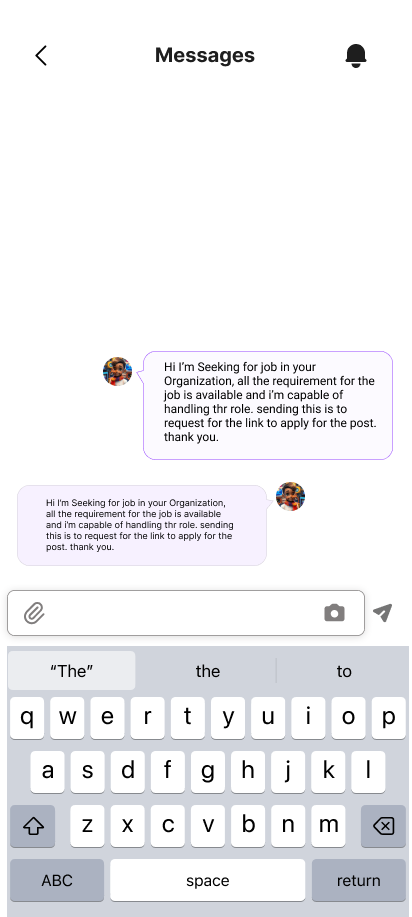 Messages
Hi I'm Seeking for job in your
Organization, all the requirement for the
job is available and i'm capable of
handling thr role. sending this is to
request for the link to apply for the post.
thank you.
Hi I'm Seeking for job in your Organization,
all the requirement for the job is available
and i'm capable of handling thr role. sending
this is to request for the link to apply for the
post. thank you.
“The” the to
q w e r t y u i o p
a s d f g h j k l
z x c v b n m
ABC space return